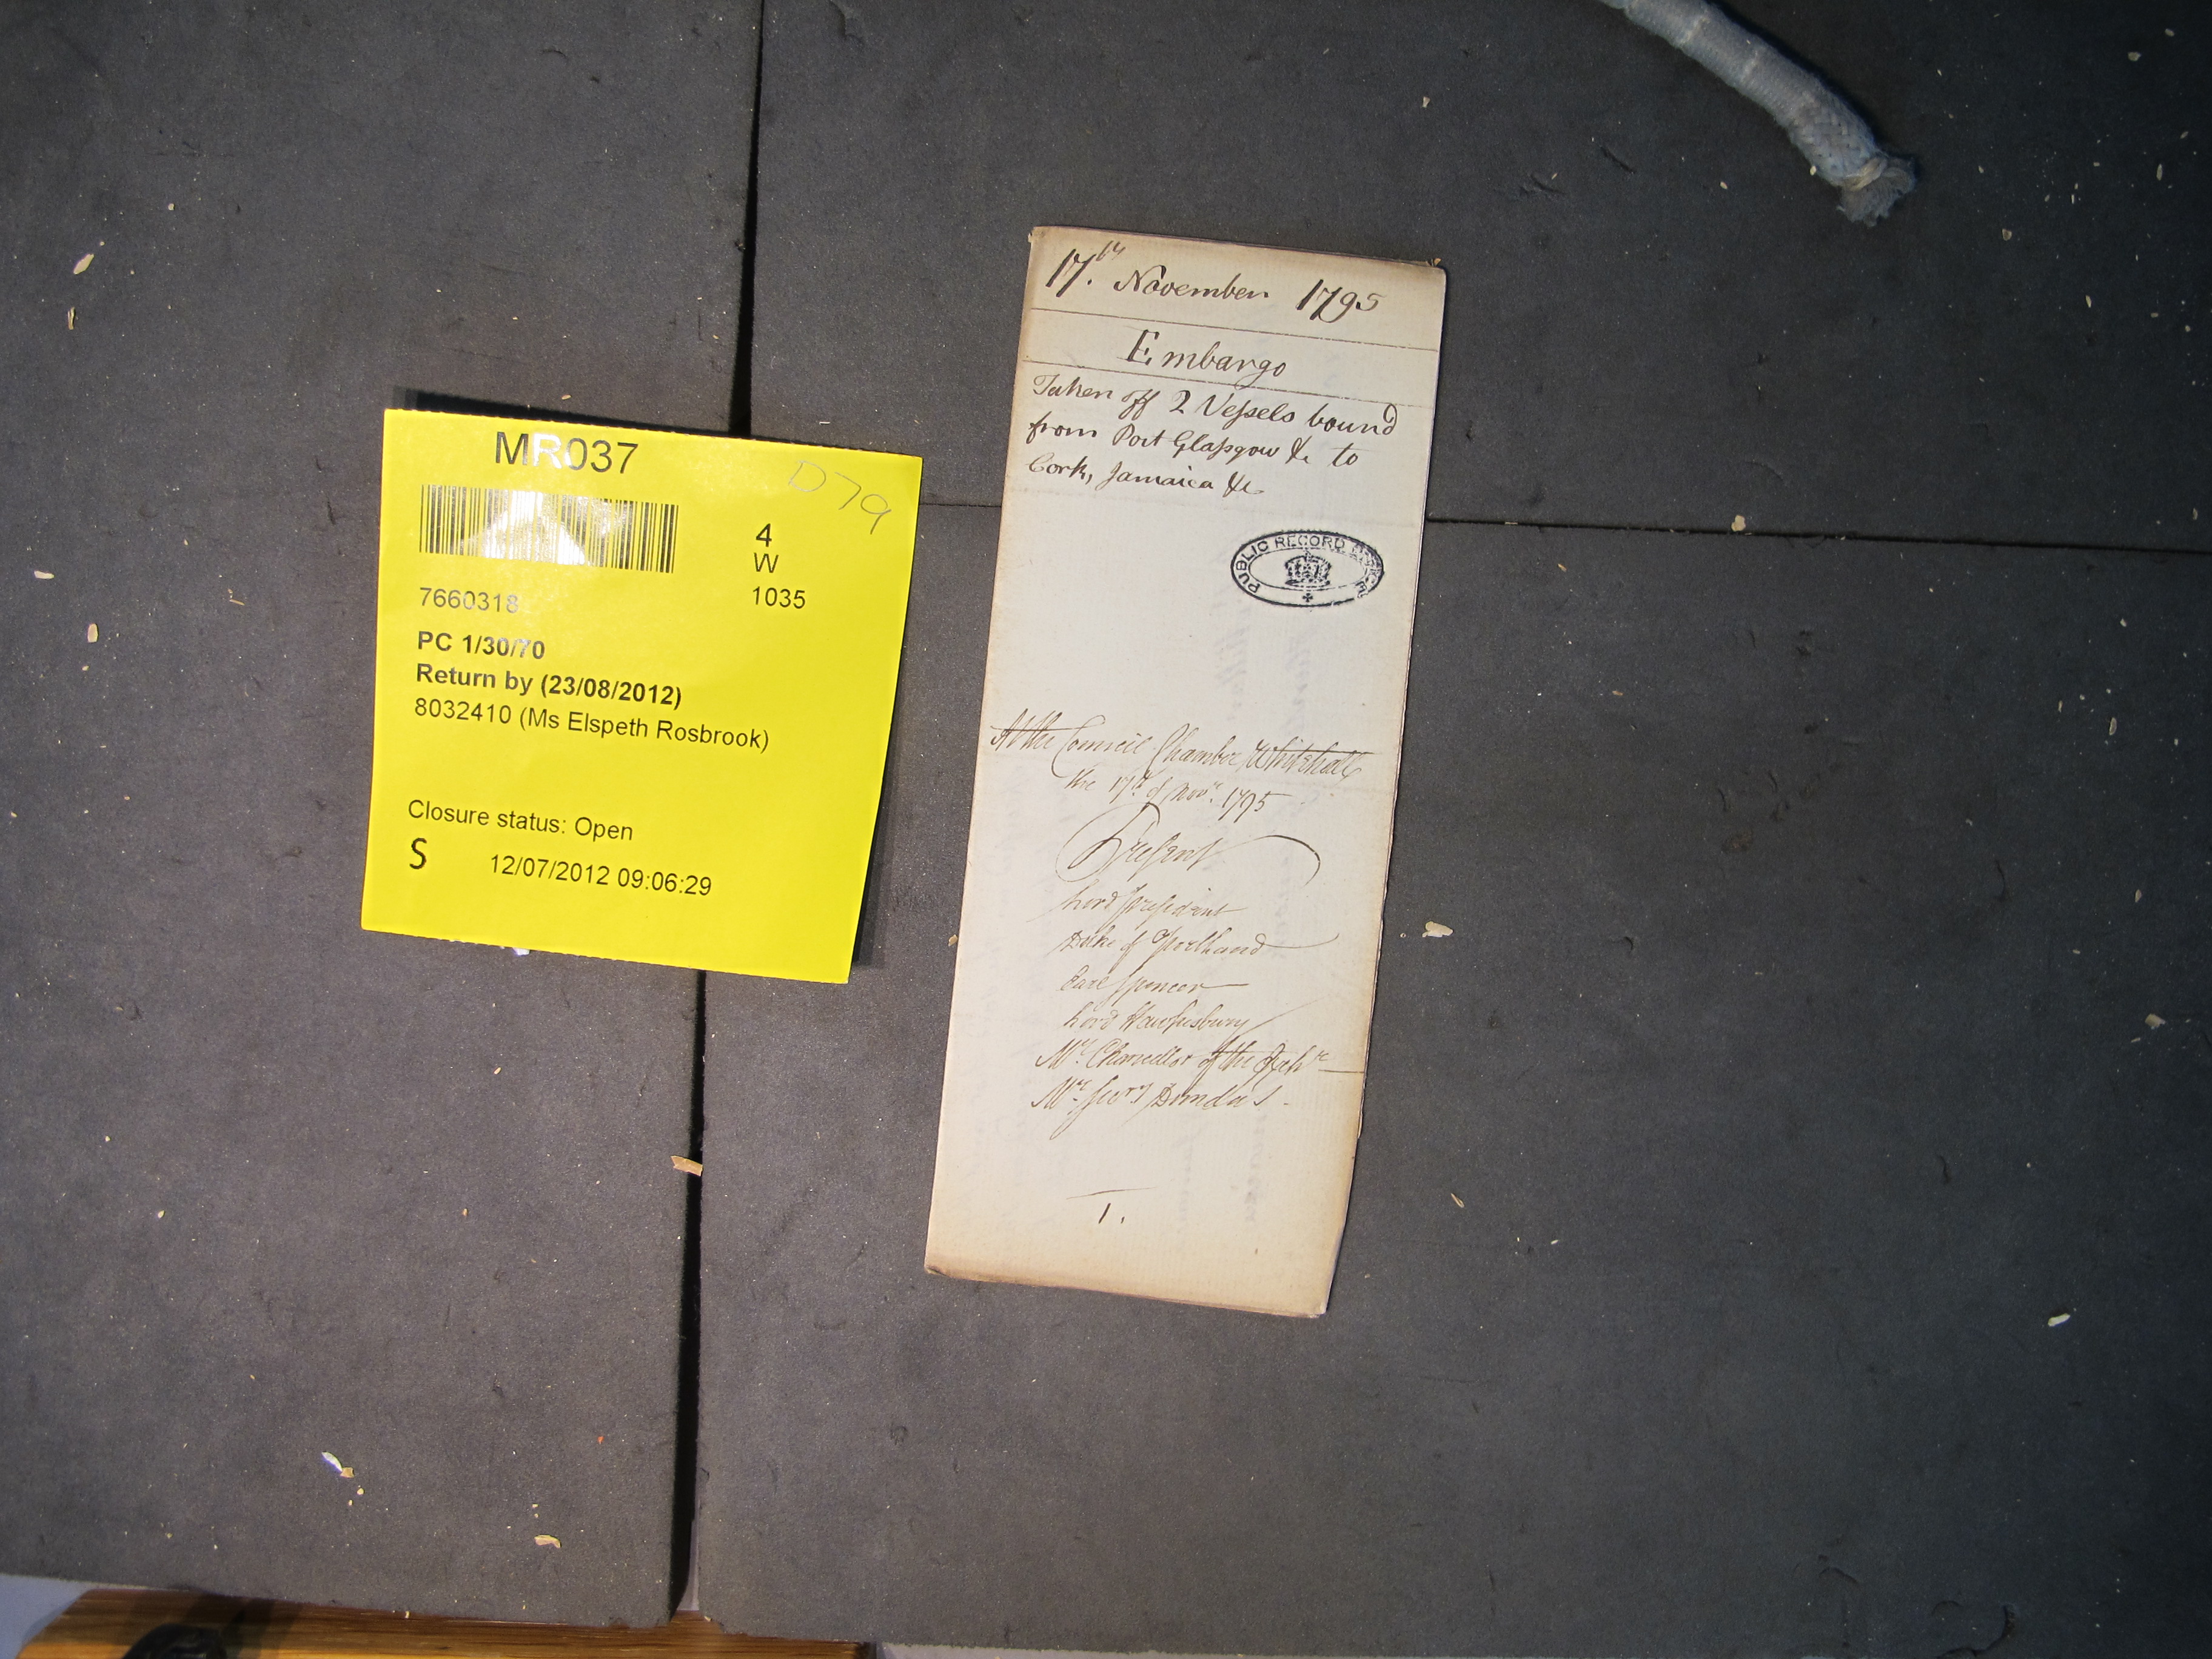 MR037
D79
4
W
1035
7660318
PC 1/30/70
Return by (23/08/2012)
8032410 (Ms Elspeth Rosbrook)
Closure status: Open
S
12/07/2012 09:06:29
17.th November 1795
Embargo
Taken off 2 Veſsels bound
from Port Glaſgow &c to
Cork, Jamaica &c
PUBLIC RECORD OFFICE
At the Council Chamber Whitehall
the 17th of Novr. 1795
Preſent
Lord Preſident
Duke of Portland
Earl Spencer
Lord Hawkesbury
Mr. Chancellor of the Exchr
Mr. Secry Dundas
1.